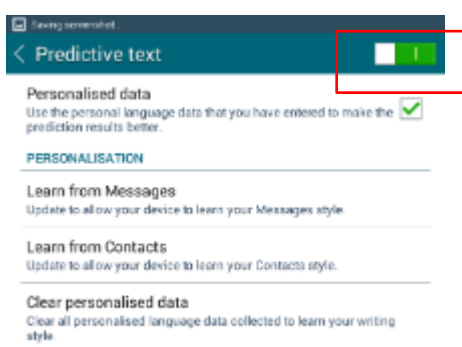 Saving screenshot...
Predictive text
Personalised data
Use the personal language data that you have entered to make the
prediction results better.
PERSONALISATION
Learn from Messages
Update to allow your device to learn your Messages style.
Learn from Contacts
Update to allow your device to learn your Contacts style.
Clear personalised data
Clear all personalised language data collected to learn your writing
style.